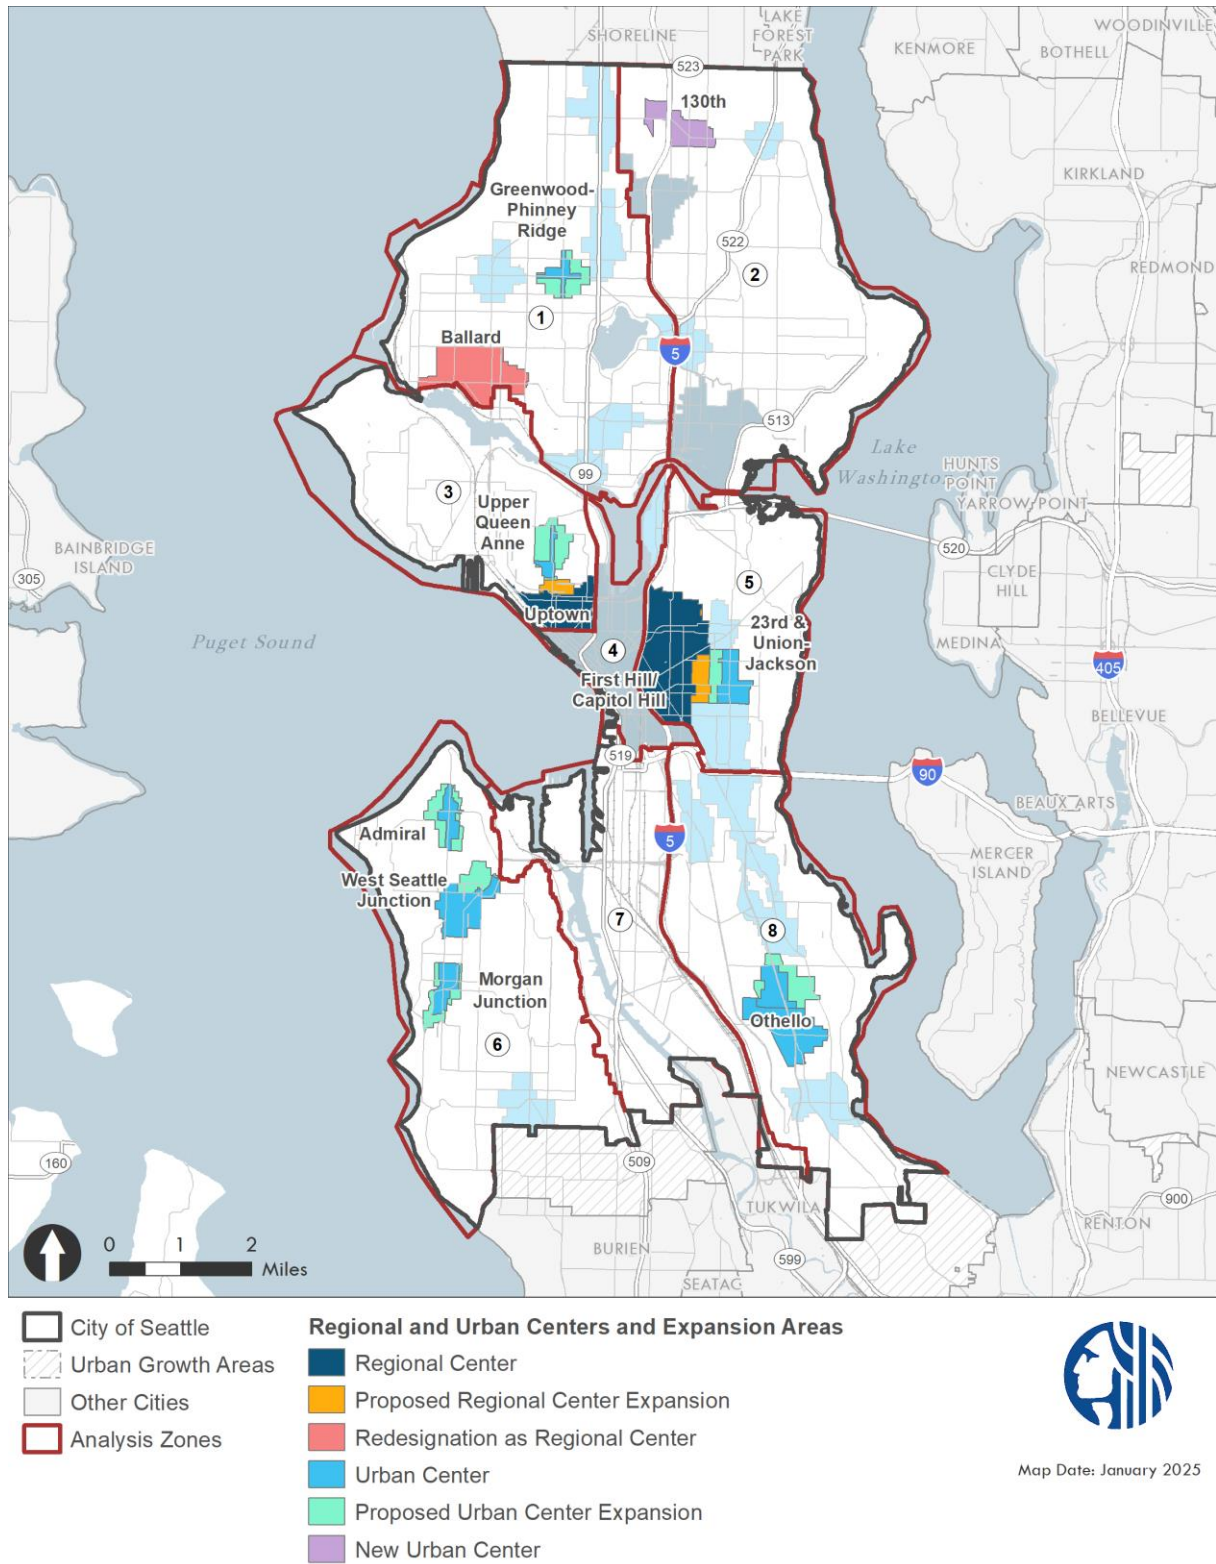 SHORELINE
LAKE
FOREST
PARK
KENMORE
BOTHELL
WOODINVILLE
523
130th
KIRKLAND
Greenwood-
Phinney
Ridge
522
2
REDMOND
1
Ballard
5
513
Lake
Washington
HUNTS
POINT
YARROW POINT
99
3
Upper
Queen
Anne
520
BAINBRIDGE
ISLAND
305
CLYDE
HILL
5
Uptown
23rd &
Union-
Jackson
MEDINA
Puget Sound
4
405
First Hill/
Capitol Hill
BELLEVUE
519
90
BEAUX ARTS
Admiral
5
MERCER
ISLAND
West Seattle
Junction
7
8
Morgan
Junction
Othello
6
NEWCASTLE
160
509
TUKWILA
900
RENTON
BURIEN
599
SEATAC
0 1 2
Miles
City of Seattle
Urban Growth Areas
Other Cities
Analysis Zones
Regional and Urban Centers and Expansion Areas
Regional Center
Proposed Regional Center Expansion
Redesignation as Regional Center
Urban Center
Proposed Urban Center Expansion
New Urban Center
Map Date: January 2025